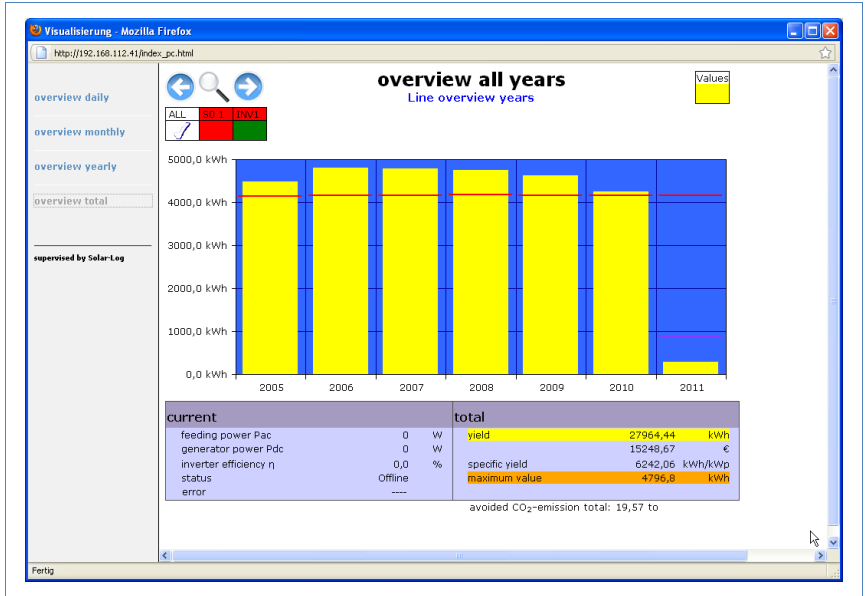 Visualisierung - Mozilla Firefox
http://192.168.112.41/index_pc.html
overview daily
overview monthly
overview yearly
overview total
supervised by Solar-Log
overview all years
Line overview years
Values
ALL S0 1 INV1
5000,0 kWh
4000,0 kWh
3000,0 kWh
2000,0 kWh
1000,0 kWh
0,0 kWh
2005 2006 2007 2008 2009 2010 2011
current
feeding power Pac 0 W
generator power Pdc 0 W
inverter efficiency η 0,0 %
status Offline
error ----
total
yield 27964,44 kWh
15248,67 €
specific yield 6242,06 kWh/kWp
maximum value 4796,8 kWh
avoided CO₂-emission total: 19,57 to
Fertig